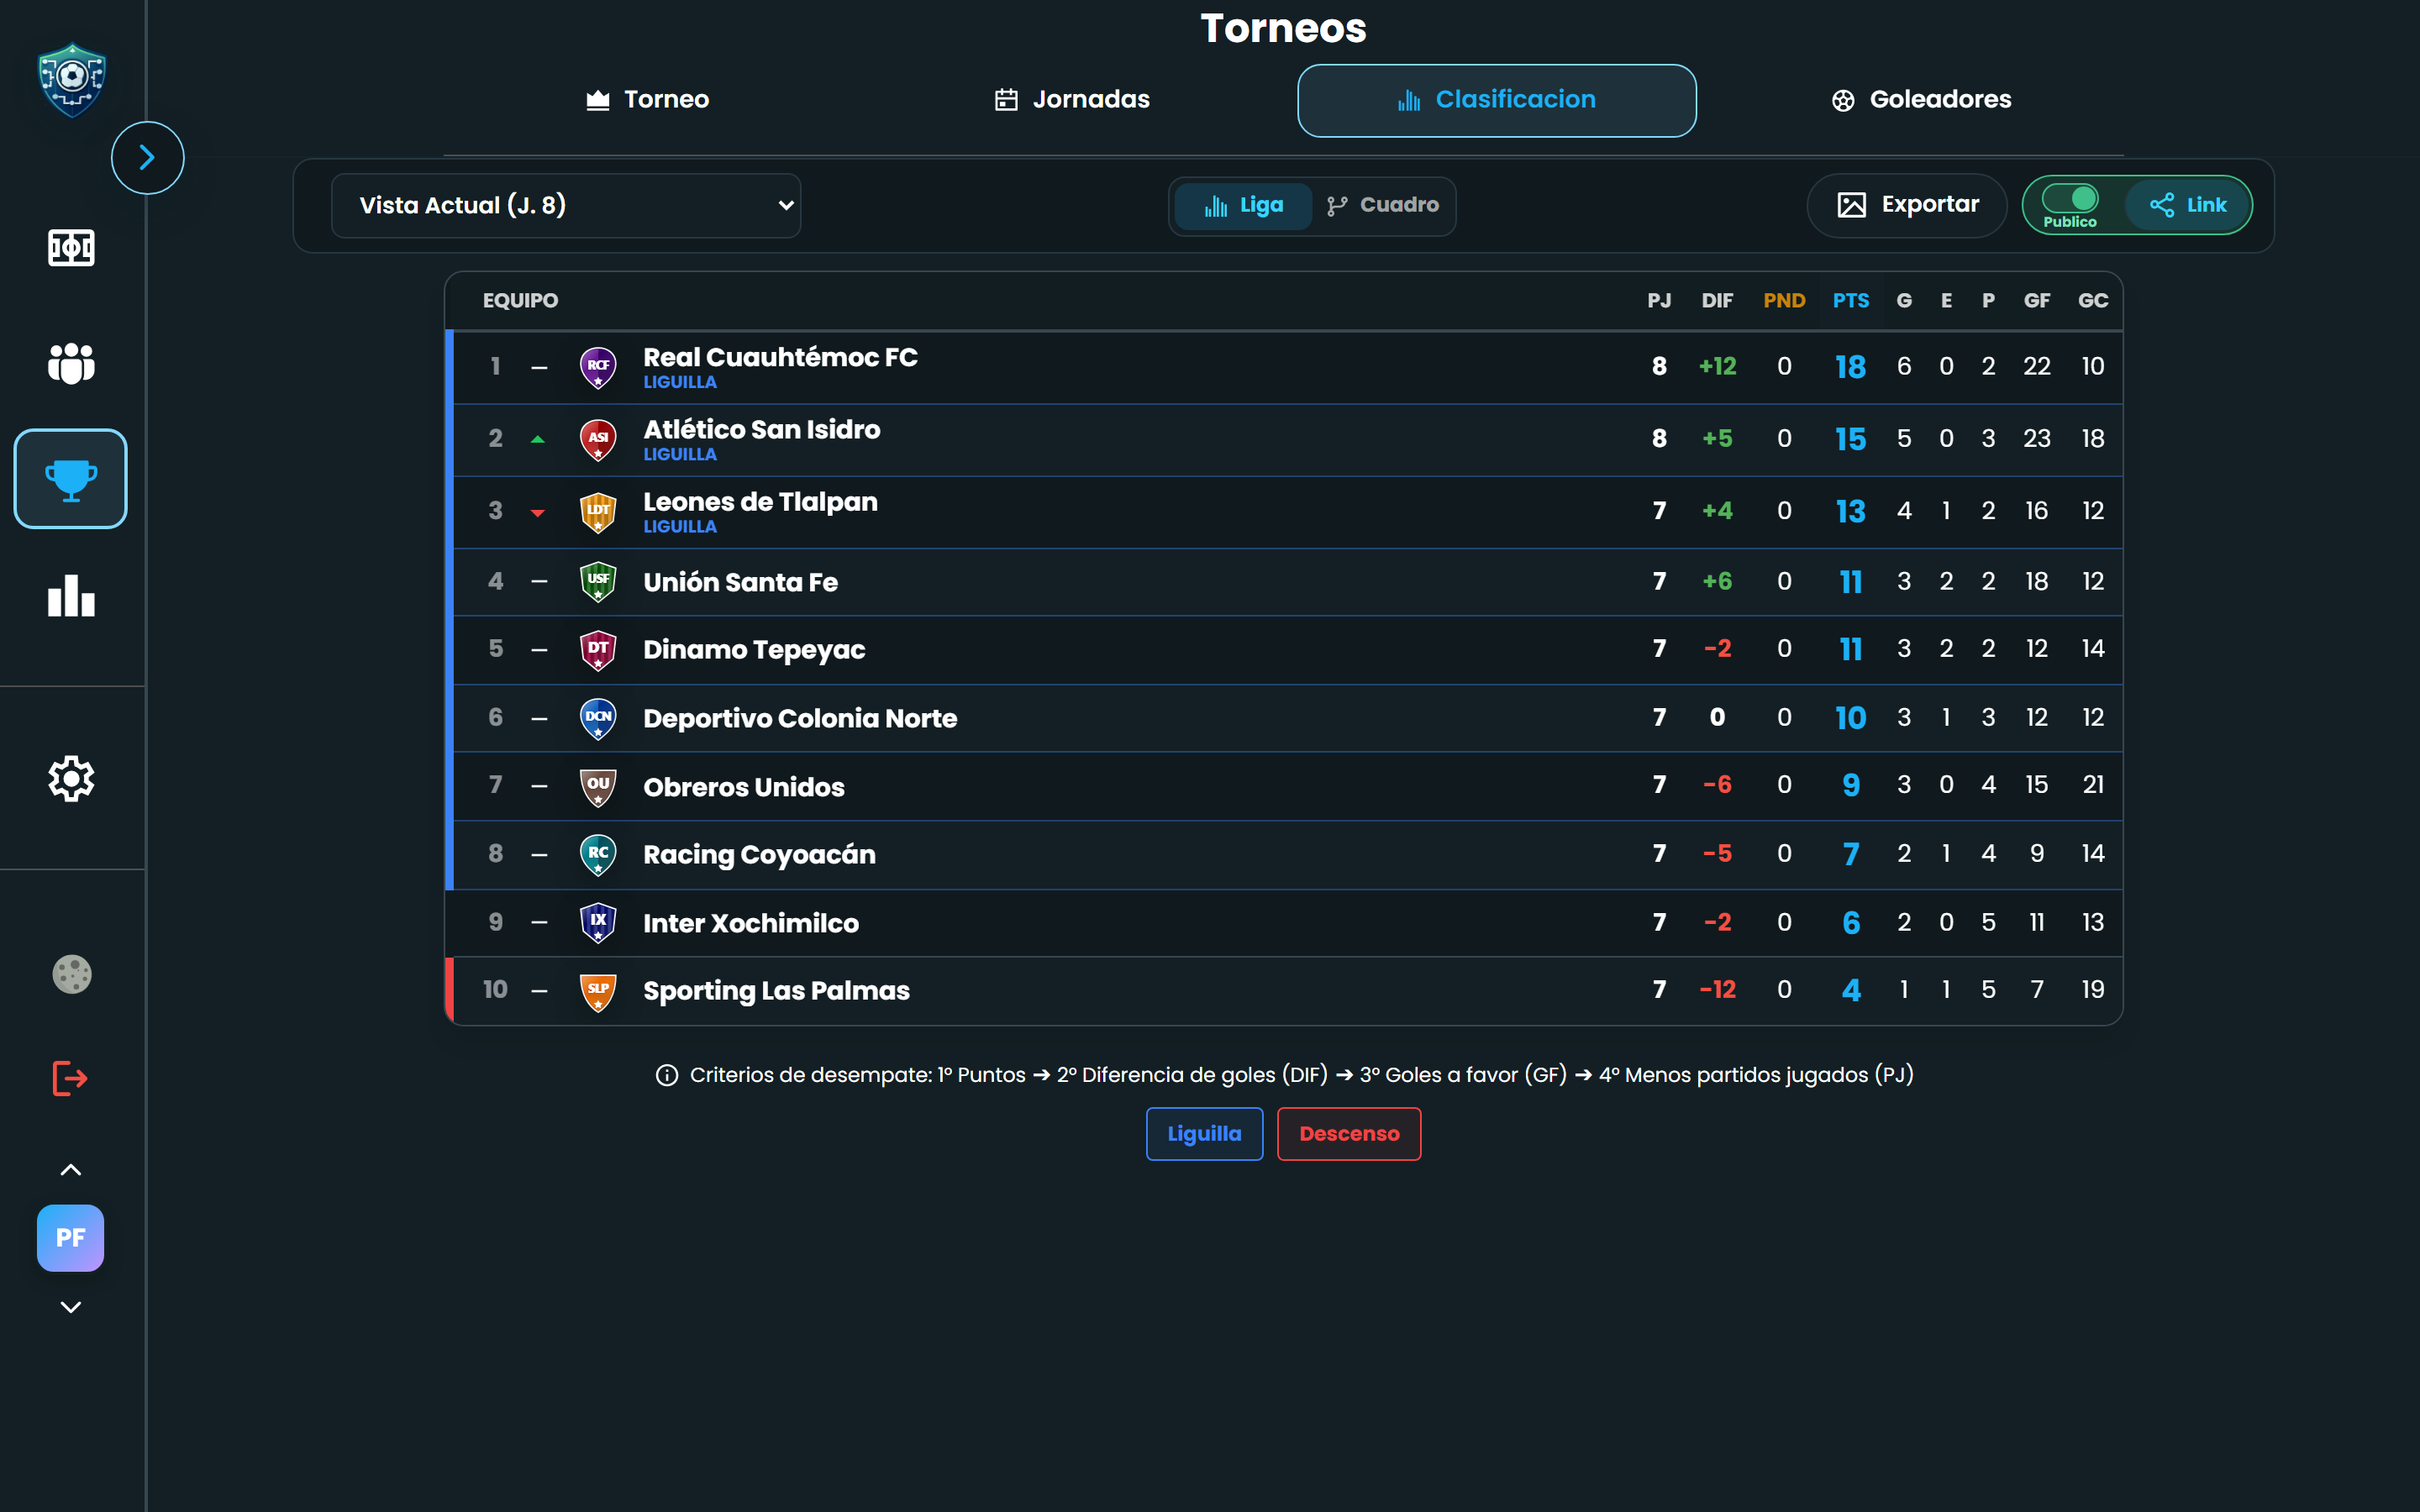 Torneos
Torneo Jornadas Clasificacion Goleadores
Vista Actual (J. 8) Liga Cuadro Exportar Publico Link
EQUIPO PJ DIF PND PTS G E P GF GC
1 – RCF Real Cuauhtémoc FC 8 +12 0 18 6 0 2 22 10
LIGUILLA
2 ASI Atlético San Isidro 8 +5 0 15 5 0 3 23 18
LIGUILLA
3 LDT Leones de Tlalpan 7 +4 0 13 4 1 2 16 12
LIGUILLA
4 – USF Unión Santa Fe 7 +6 0 11 3 2 2 18 12
5 – DT Dinamo Tepeyac 7 -2 0 11 3 2 2 12 14
6 – DCN Deportivo Colonia Norte 7 0 0 10 3 1 3 12 12
7 – OU Obreros Unidos 7 -6 0 9 3 0 4 15 21
8 – RC Racing Coyoacán 7 -5 0 7 2 1 4 9 14
9 – IX Inter Xochimilco 7 -2 0 6 2 0 5 11 13
10 – SLP Sporting Las Palmas 7 -12 0 4 1 1 5 7 19
Criterios de desempate: 1º Puntos ➔ 2º Diferencia de goles (DIF) ➔ 3º Goles a favor (GF) ➔ 4º Menos partidos jugados (PJ)
Liguilla Descenso
PF